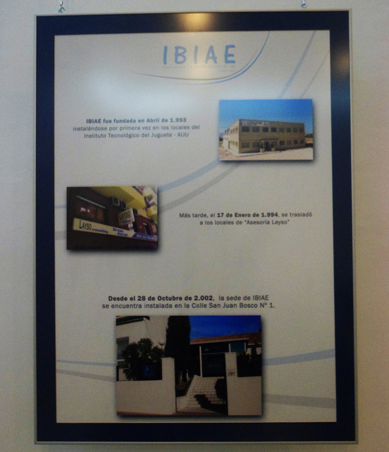 IBIAE
IBIAE fue fundada en Abril de 1.993
instalándose por primera vez en los locales del
Instituto Tecnológico del Juguete - AIJU
Más tarde, el 17 de Enero de 1.994, se trasladó
a los locales de "Asesoría Layso"
Desde el 28 de Octubre de 2.002, la sede de IBIAE
se encuentra instalada en la Calle San Juan Bosco Nº 1.